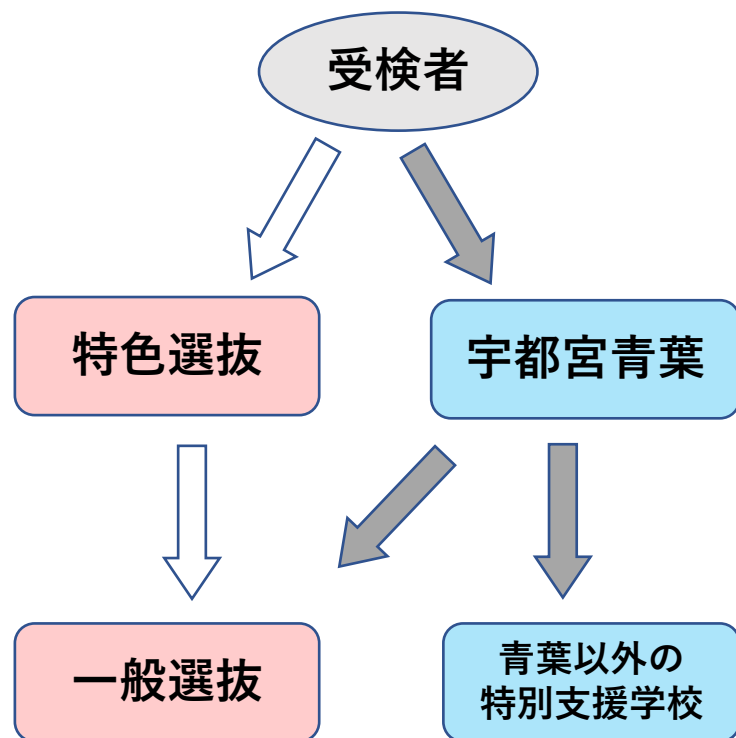 受検者
特色選抜
宇都宮青葉
一般選抜
青葉以外の
特別支援学校